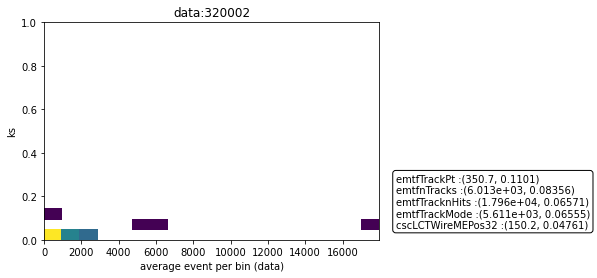 data:320002
1.0
0.8
0.6
0.4
0.2
0.0
ks
0 2000 4000 6000 8000 10000 12000 14000 16000
average event per bin (data)
emtfTrackPt :(350.7, 0.1101)
emtfnTracks :(6.013e+03, 0.08356)
emtfTracknHits :(1.796e+04, 0.06571)
emtfTrackMode :(5.611e+03, 0.06555)
cscLCTWireMEPos32 :(150.2, 0.04761)